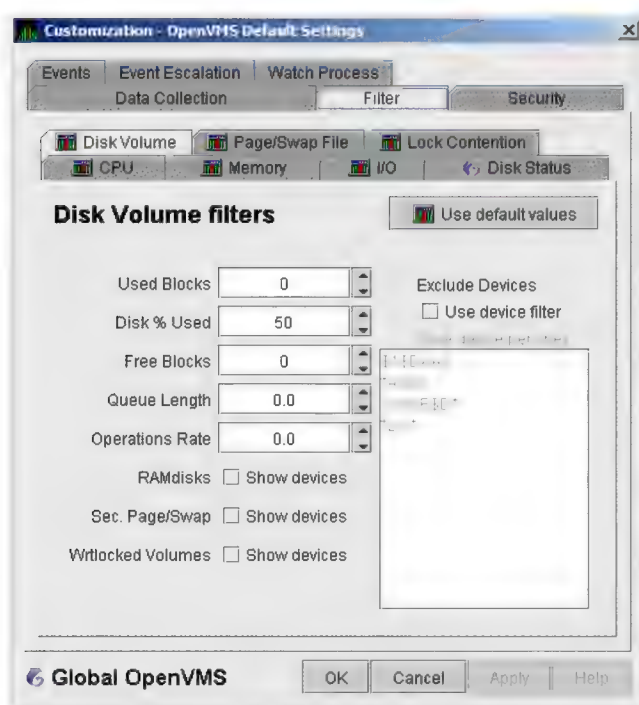 Customization - OpenVMS Default Settings
Events Event Escalation Watch Process
Data Collection Filter Security
Disk Volume Page/Swap File Lock Contention
CPU Memory I/O Disk Status
Disk Volume filters
Use default values
Used Blocks 0
Disk % Used 50
Free Blocks 0
Queue Length 0.0
Operations Rate 0.0
RAMdisks Show devices
Sec. Page/Swap Show devices
Wrtlocked Volumes Show devices
Exclude Devices
Use device filter
Global OpenVMS
OK Cancel Apply Help